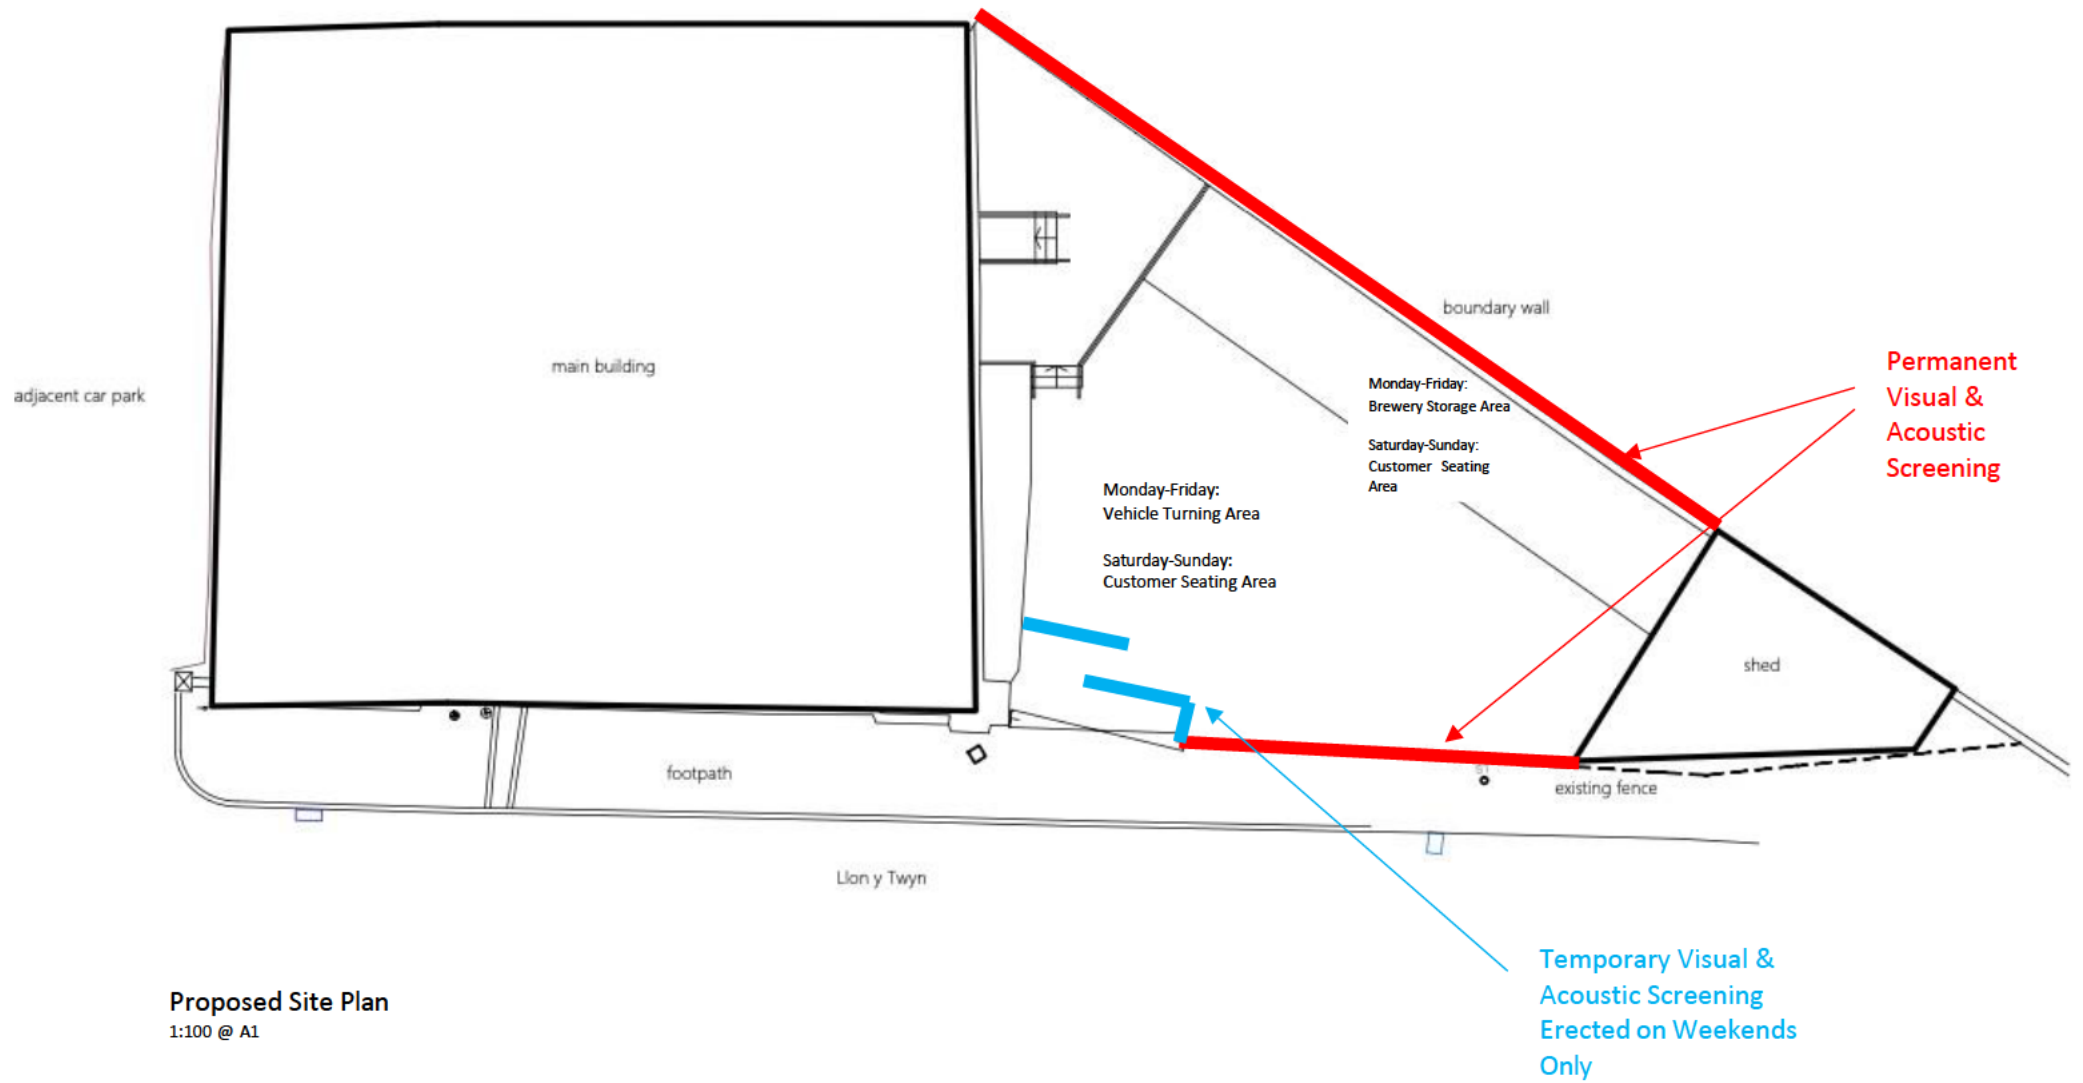 boundary wall
Permanent
Visual &
Acoustic
Screening
main building
adjacent car park
Monday-Friday:
Brewery Storage Area
Saturday-Sunday:
Customer Seating
Area
Monday-Friday:
Vehicle Turning Area
Saturday-Sunday:
Customer Seating Area
shed
footpath
existing fence
Llon y Twyn
Temporary Visual &
Acoustic Screening
Erected on Weekends
Only
Proposed Site Plan
1:100 @ A1